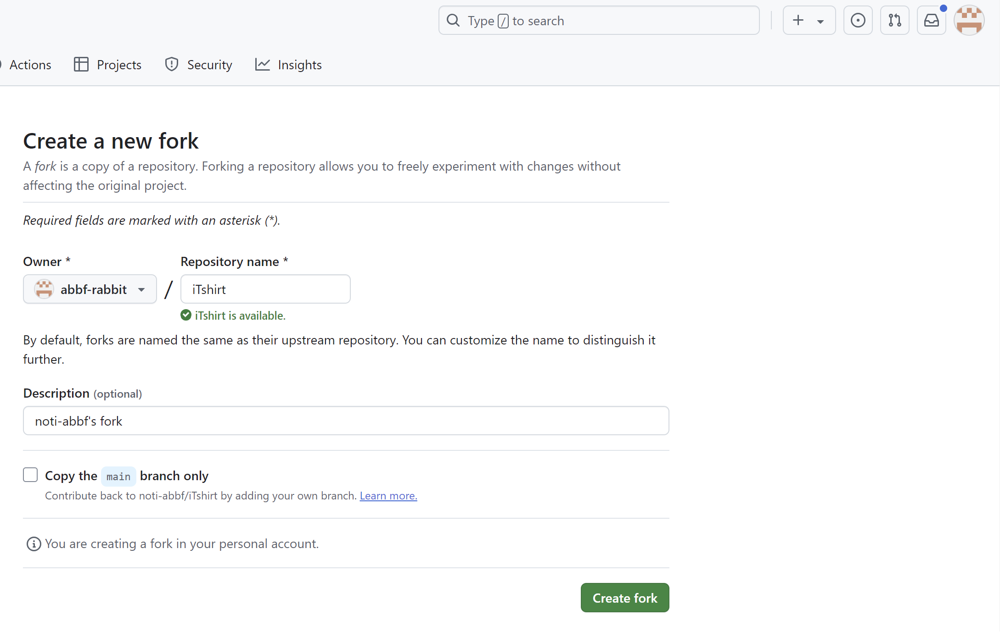 Type / to search
Actions
Projects
Security
Insights
Create a new fork
A fork is a copy of a repository. Forking a repository allows you to freely experiment with changes without
affecting the original project.
Required fields are marked with an asterisk (*).
Owner *
Repository name *
abbf-rabbit / iTshirt
iTshirt is available.
By default, forks are named the same as their upstream repository. You can customize the name to distinguish it
further.
Description (optional)
noti-abbf's fork
Copy the main branch only
Contribute back to noti-abbf/iTshirt by adding your own branch. Learn more.
You are creating a fork in your personal account.
Create fork